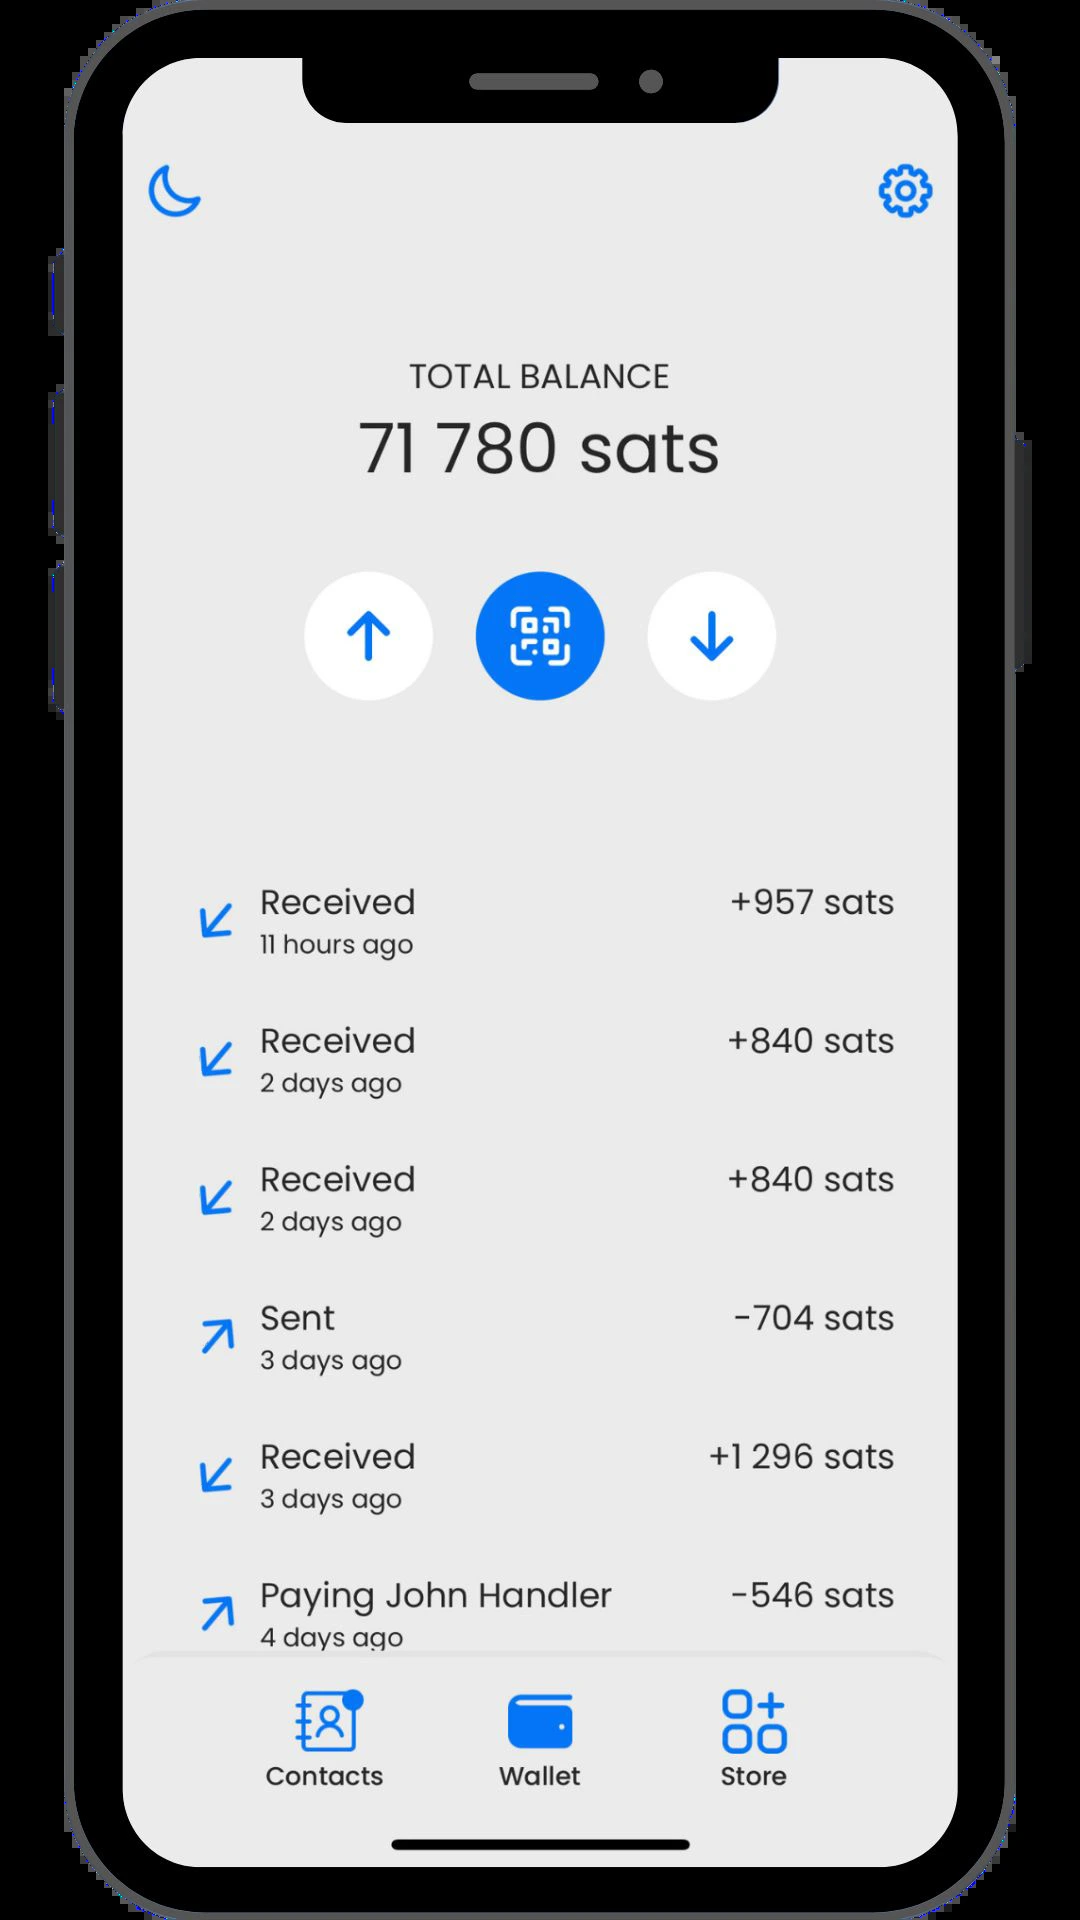 TOTAL BALANCE
71 780 sats
Received +957 sats
11 hours ago
Received +840 sats
2 days ago
Received +840 sats
2 days ago
Sent -704 sats
3 days ago
Received +1 296 sats
3 days ago
Paying John Handler -546 sats
4 days ago
Contacts Wallet Store